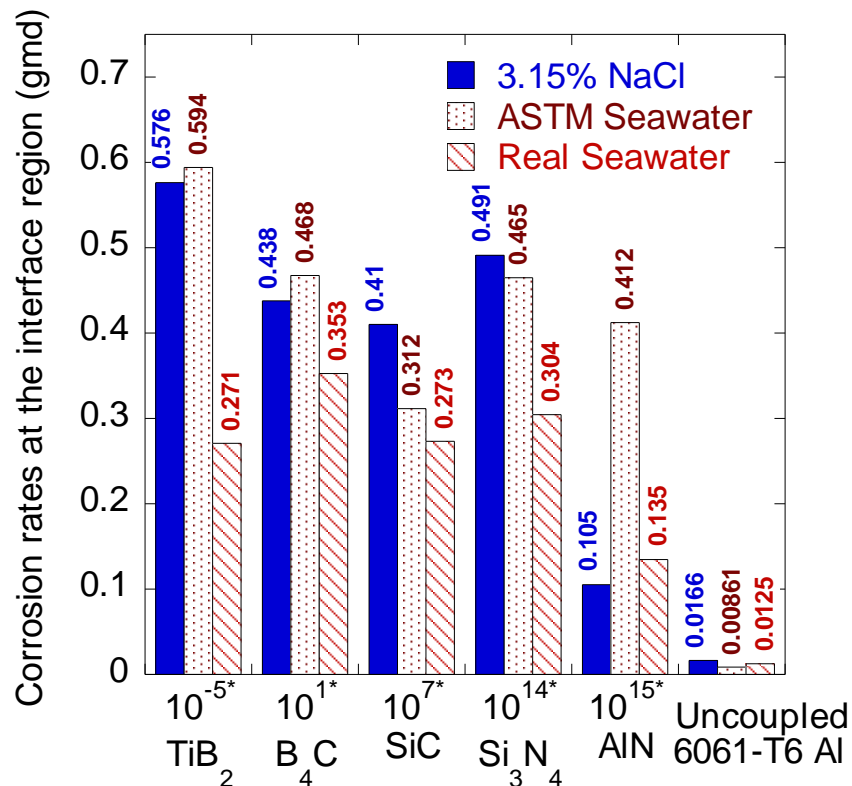 Corrosion rates at the interface region (gmd)
0.7
0.6
0.5
0.4
0.3
0.2
0.1
0
3.15% NaCl
ASTM Seawater
Real Seawater
0.576
0.594
0.271
0.438
0.468
0.353
0.41
0.312
0.273
0.491
0.465
0.304
0.105
0.412
0.135
0.0166
0.00861
0.0125
10⁻⁵*
TiB₂
10¹*
B₄C
10⁷*
SiC
10¹⁴*
Si₃N₄
10¹⁵*
AlN
Uncoupled
6061-T6 Al